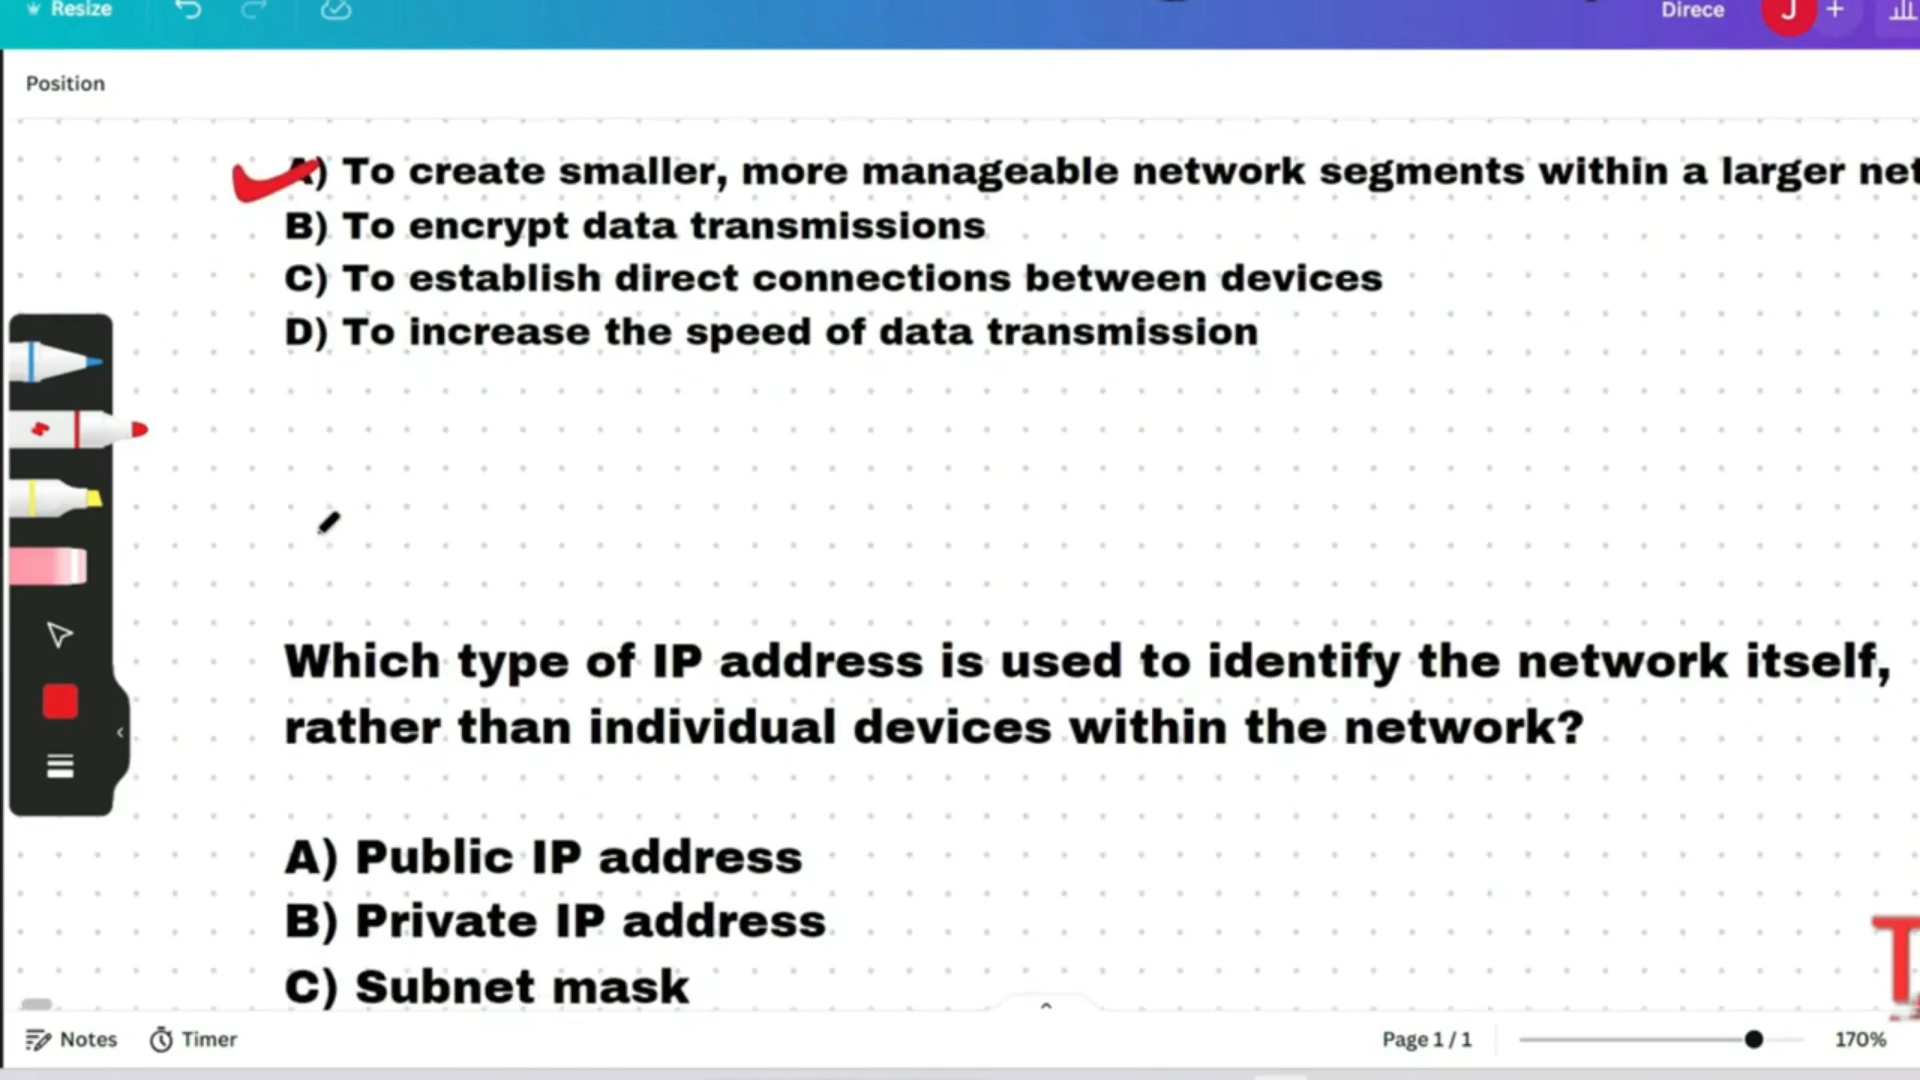 Resize
Direce
J
Position
A) To create smaller, more manageable network segments within a larger net
B) To encrypt data transmissions
C) To establish direct connections between devices
D) To increase the speed of data transmission
Which type of IP address is used to identify the network itself,
rather than individual devices within the network?
A) Public IP address
B) Private IP address
C) Subnet mask
T
Notes
Timer
Page 1 / 1
170%